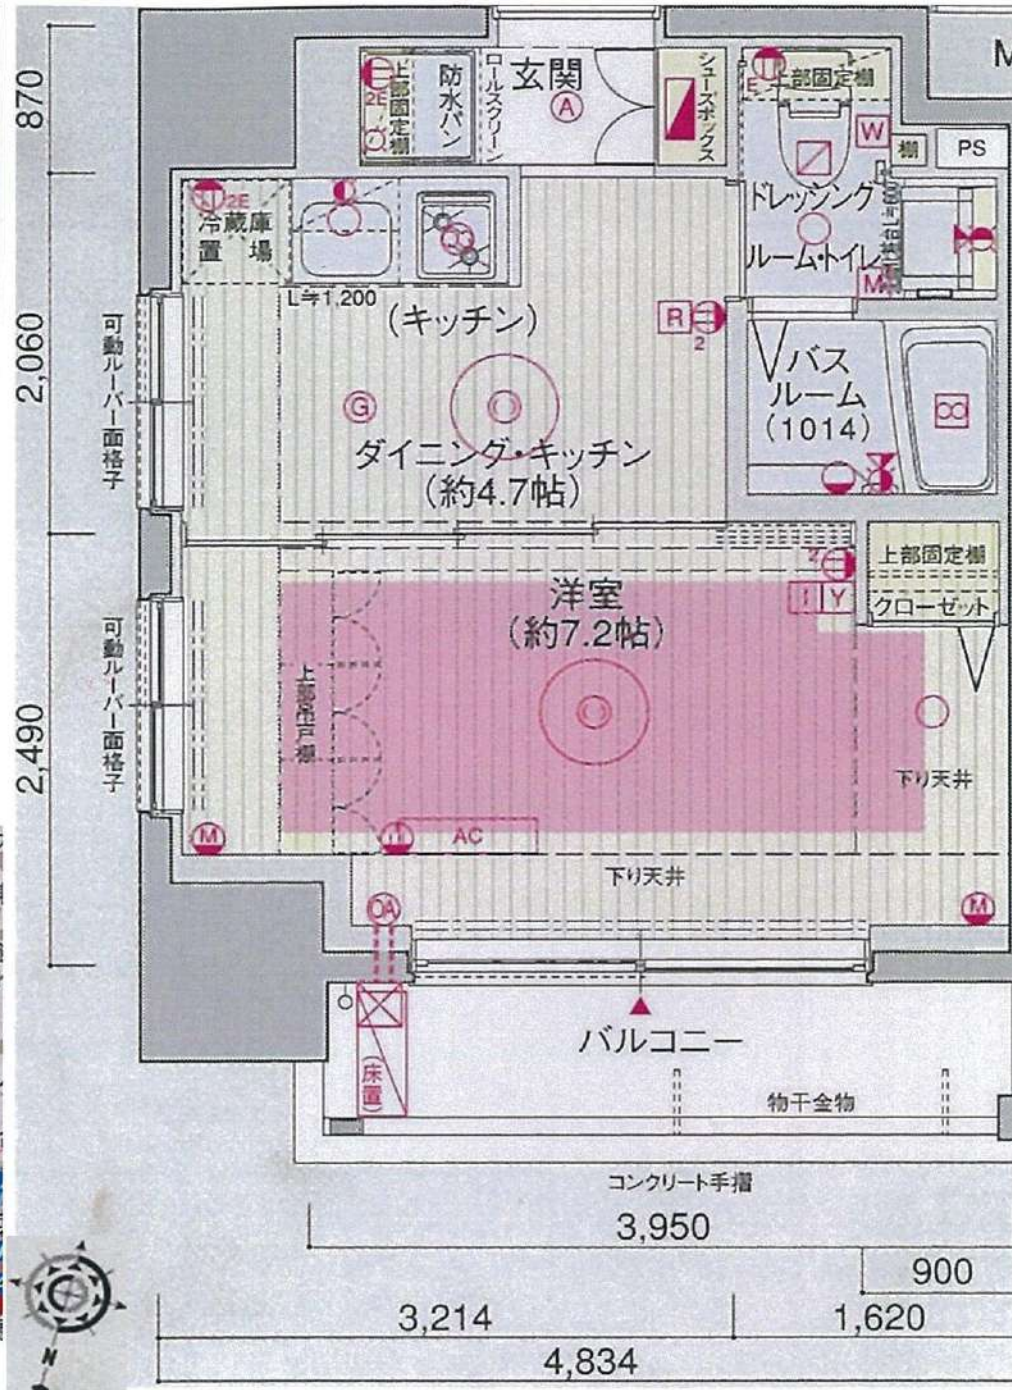 870
2,060
2,490
玄関
A
ロールスクリーン
防水パン
上部固定棚
2E
シューズボックス
E
上部固定棚
W
棚
PS
M
ドレッシング
ルーム・トイレ
M
2E
冷蔵庫
置場
L≒1,200
(キッチン)
R
2
G
ダイニング・キッチン
(約4.7帖)
バス
ルーム
(1014)
可動ルーバー面格子
可動ルーバー面格子
洋室
(約7.2帖)
2
I Y
上部固定棚
クローゼット
上部吊戸棚
下り天井
M
AC
下り天井
OA
M
バルコニー
(床置)
物干金物
コンクリート手摺
3,950
900
3,214
1,620
4,834
N